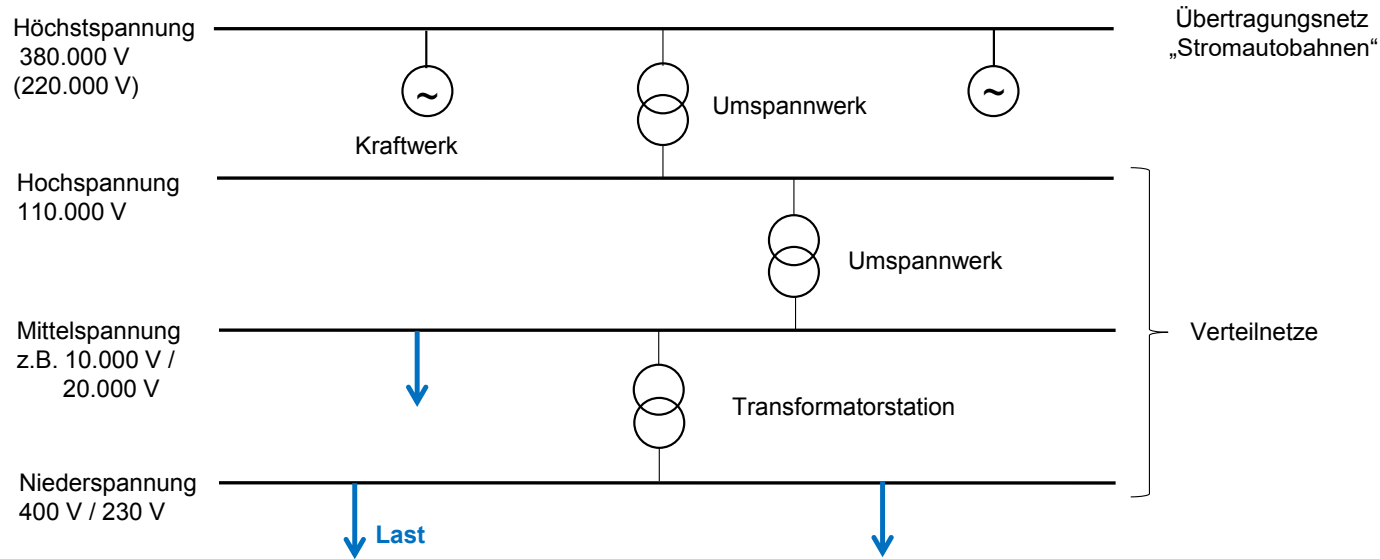 Höchstspannung
380.000 V
(220.000 V)
Übertragungsnetz
„Stromautobahnen“
~
~
Umspannwerk
Kraftwerk
Hochspannung
110.000 V
Umspannwerk
Mittelspannung
z.B. 10.000 V /
20.000 V
Verteilnetze
Transformatorstation
Niederspannung
400 V / 230 V
Last